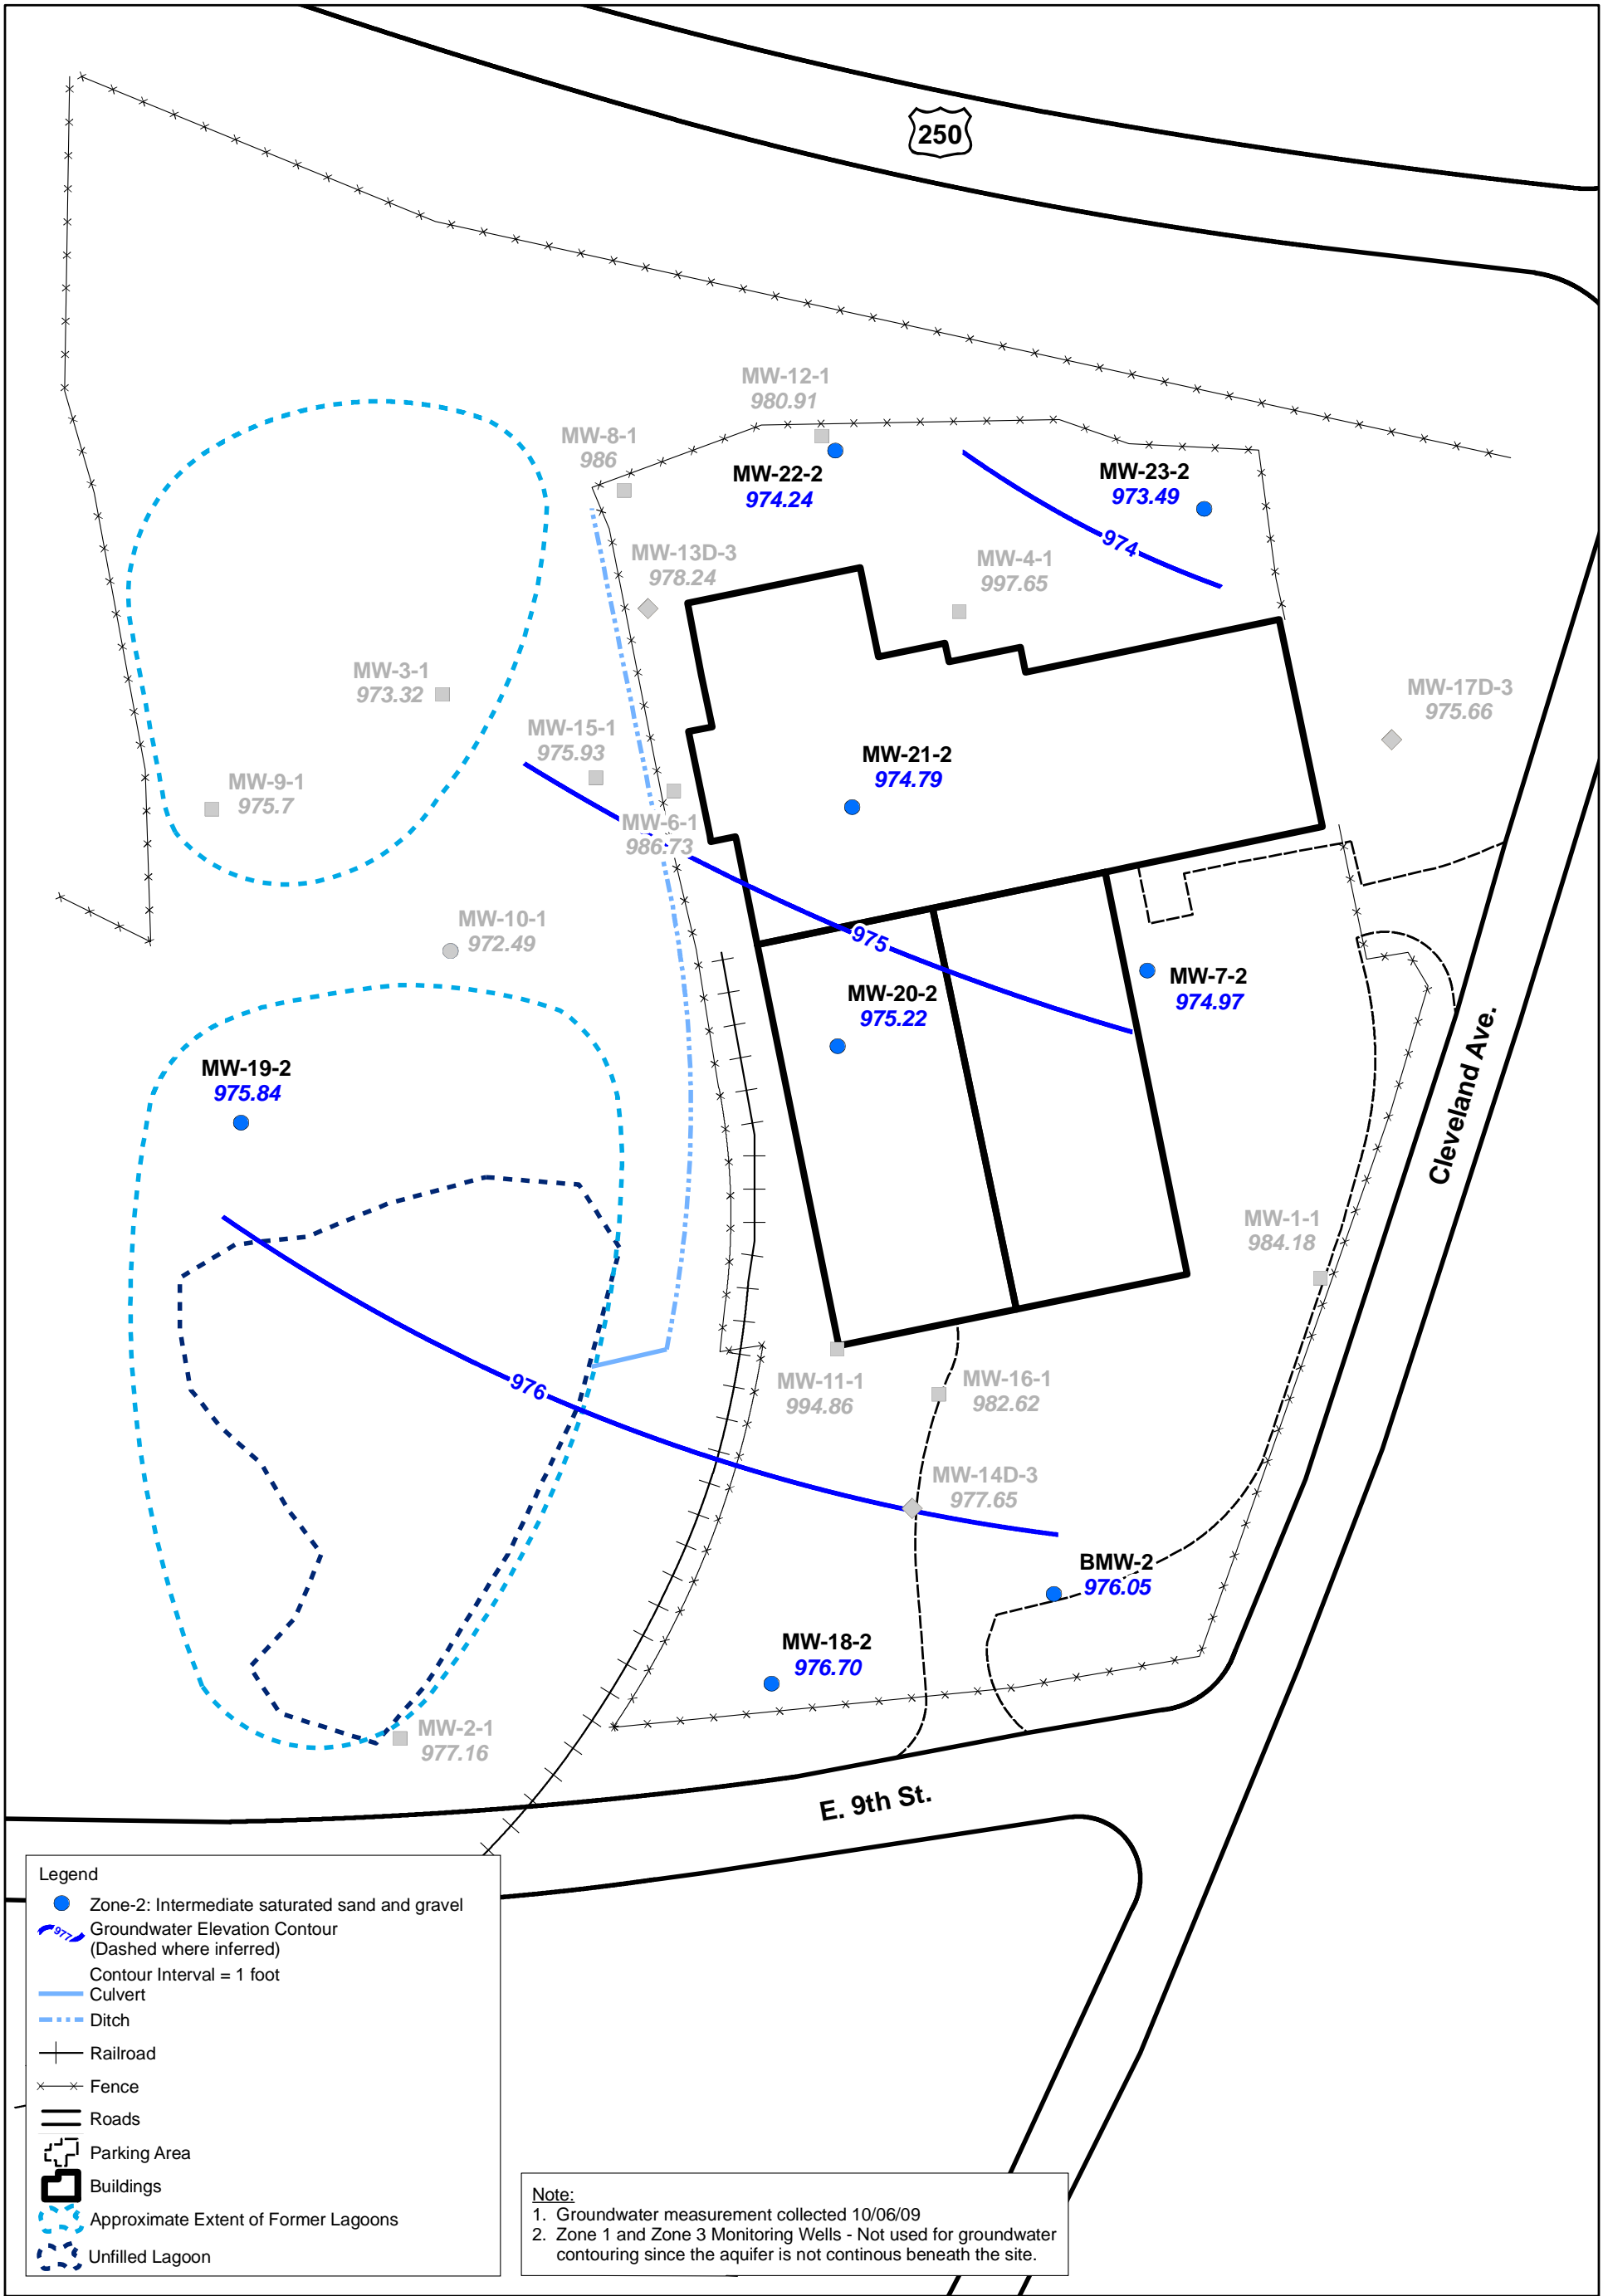 250
MW-12-1
980.91
MW-8-1
986
MW-22-2
974.24
MW-23-2
973.49
974
MW-13D-3
978.24
MW-4-1
997.65
MW-3-1
973.32
MW-17D-3
975.66
MW-15-1
975.93
MW-21-2
974.79
MW-9-1
975.7
MW-6-1
986.73
MW-10-1
972.49
975
MW-7-2
974.97
MW-20-2
975.22
MW-19-2
975.84
Cleveland Ave.
MW-1-1
984.18
976
MW-11-1
994.86
MW-16-1
982.62
MW-14D-3
977.65
BMW-2
976.05
MW-18-2
976.70
MW-2-1
977.16
E. 9th St.
Legend
Zone-2: Intermediate saturated sand and gravel
977
Groundwater Elevation Contour
(Dashed where inferred)
Contour Interval = 1 foot
Culvert
Ditch
Railroad
Fence
Roads
Parking Area
Buildings
Approximate Extent of Former Lagoons
Unfilled Lagoon
Note:
1. Groundwater measurement collected 10/06/09
2. Zone 1 and Zone 3 Monitoring Wells - Not used for groundwater
contouring since the aquifer is not continous beneath the site.